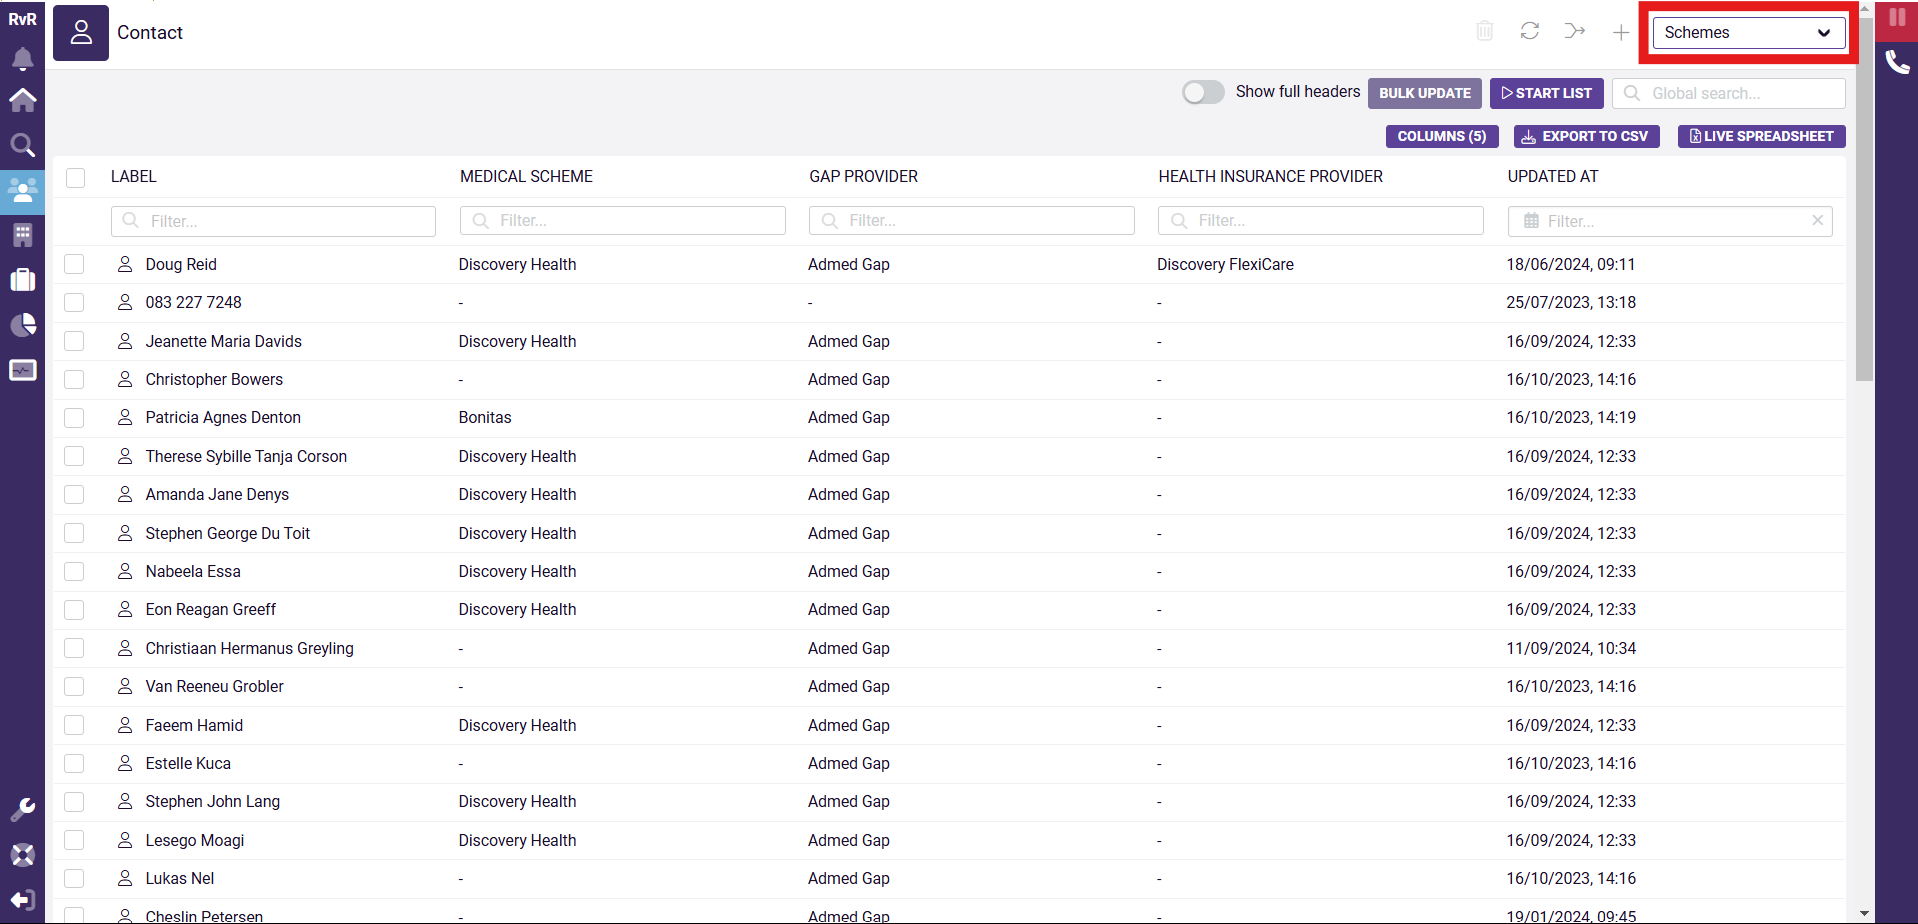 RvR
Contact
Schemes
Show full headers
BULK UPDATE
START LIST
Global search...
COLUMNS (5)
EXPORT TO CSV
LIVE SPREADSHEET
LABEL MEDICAL SCHEME GAP PROVIDER HEALTH INSURANCE PROVIDER UPDATED AT
Filter... Filter... Filter... Filter... Filter...
Doug Reid Discovery Health Admed Gap Discovery FlexiCare 18/06/2024, 09:11
083 227 7248 - - - 25/07/2023, 13:18
Jeanette Maria Davids Discovery Health Admed Gap - 16/09/2024, 12:33
Christopher Bowers - Admed Gap - 16/10/2023, 14:16
Patricia Agnes Denton Bonitas Admed Gap - 16/10/2023, 14:19
Therese Sybille Tanja Corson Discovery Health Admed Gap - 16/09/2024, 12:33
Amanda Jane Denys Discovery Health Admed Gap - 16/09/2024, 12:33
Stephen George Du Toit Discovery Health Admed Gap - 16/09/2024, 12:33
Nabeela Essa Discovery Health Admed Gap - 16/09/2024, 12:33
Eon Reagan Greeff Discovery Health Admed Gap - 16/09/2024, 12:33
Christiaan Hermanus Greyling - Admed Gap - 11/09/2024, 10:34
Van Reeneu Grobler - Admed Gap - 16/10/2023, 14:16
Faeem Hamid Discovery Health Admed Gap - 16/09/2024, 12:33
Estelle Kuca - Admed Gap - 16/10/2023, 14:16
Stephen John Lang Discovery Health Admed Gap - 16/09/2024, 12:33
Lesego Moagi Discovery Health Admed Gap - 16/09/2024, 12:33
Lukas Nel - Admed Gap - 16/10/2023, 14:16
Cheslin Petersen - Admed Gap - 19/01/2024, 09:45